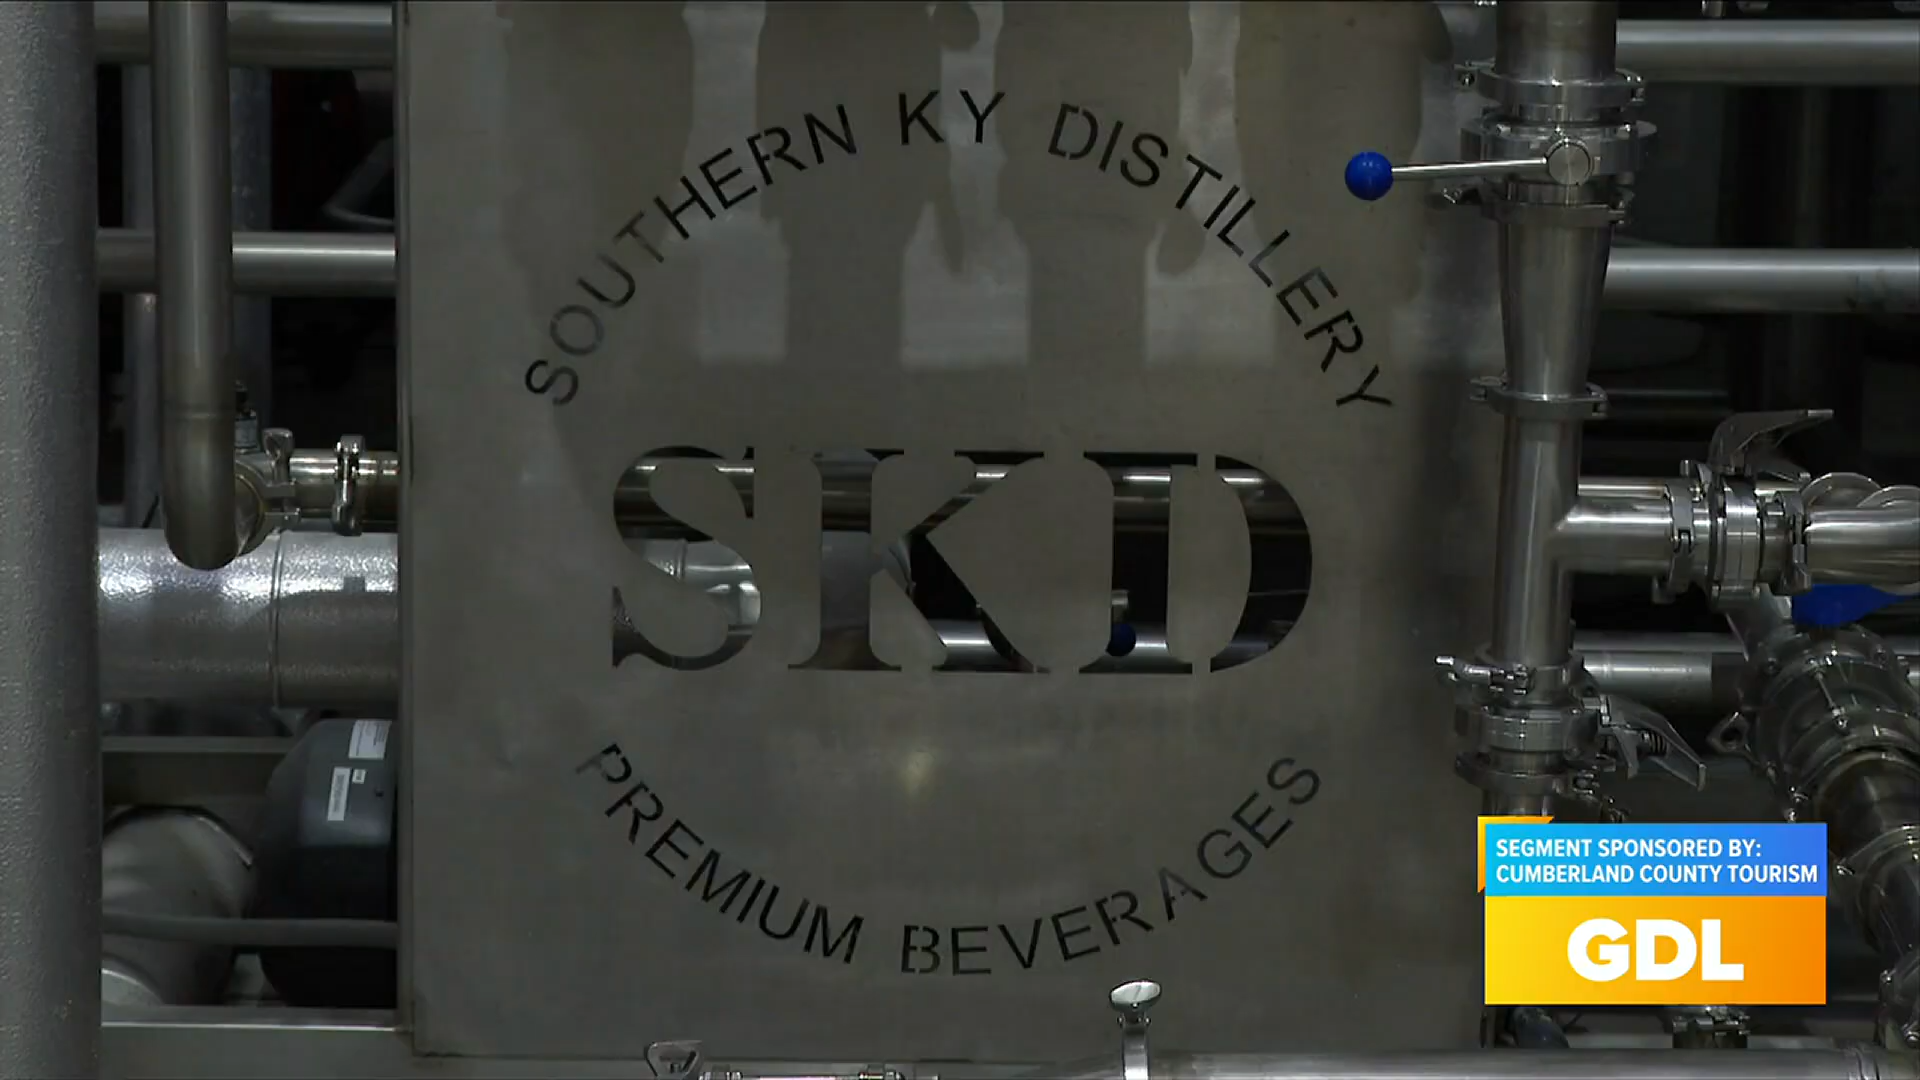 SOUTHERN KY DISTILLERY
SKD
PREMIUM BEVERAGES
SEGMENT SPONSORED BY:
CUMBERLAND COUNTY TOURISM
GDL